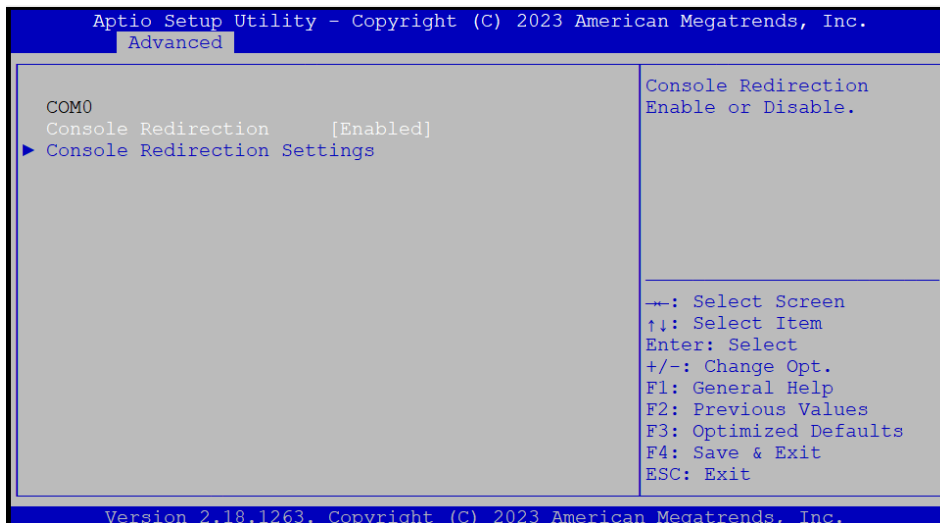 Aptio Setup Utility – Copyright (C) 2023 American Megatrends, Inc.
Advanced
COM0
Console Redirection [Enabled]
► Console Redirection Settings
Console Redirection
Enable or Disable.
→←: Select Screen
↑↓: Select Item
Enter: Select
+/-: Change Opt.
F1: General Help
F2: Previous Values
F3: Optimized Defaults
F4: Save & Exit
ESC: Exit
Version 2.18.1263. Copyright (C) 2023 American Megatrends, Inc.